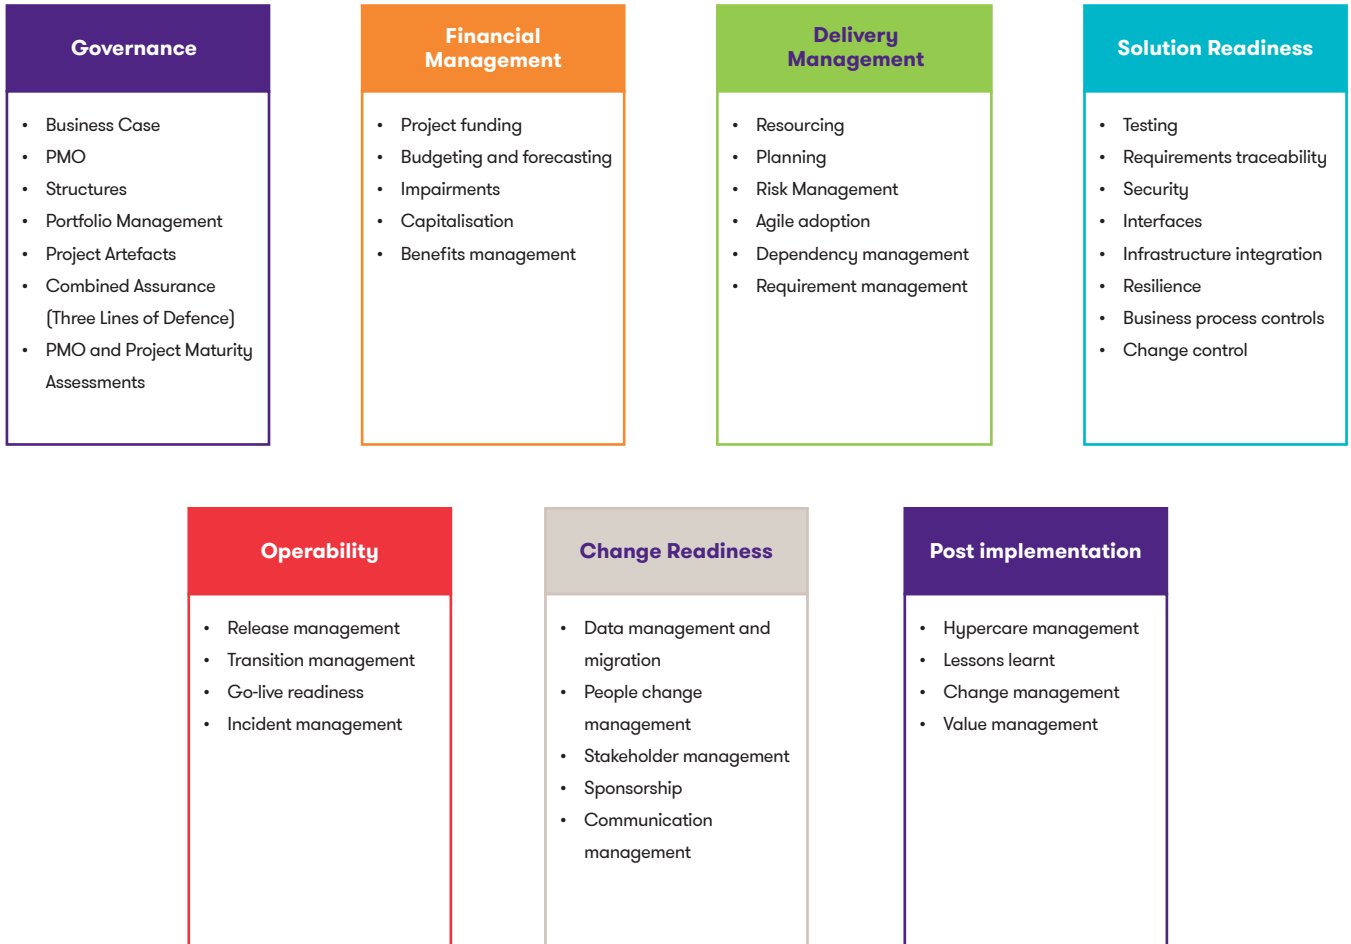 Governance
• Business Case
• PMO
• Structures
• Portfolio Management
• Project Artefacts
• Combined Assurance
(Three Lines of Defence)
• PMO and Project Maturity
Assessments
Financial
Management
• Project funding
• Budgeting and forecasting
• Impairments
• Capitalisation
• Benefits management
Delivery
Management
• Resourcing
• Planning
• Risk Management
• Agile adoption
• Dependency management
• Requirement management
Solution Readiness
• Testing
• Requirements traceability
• Security
• Interfaces
• Infrastructure integration
• Resilience
• Business process controls
• Change control
Operability
• Release management
• Transition management
• Go-live readiness
• Incident management
Change Readiness
• Data management and
migration
• People change
management
• Stakeholder management
• Sponsorship
• Communication
management
Post implementation
• Hypercare management
• Lessons learnt
• Change management
• Value management